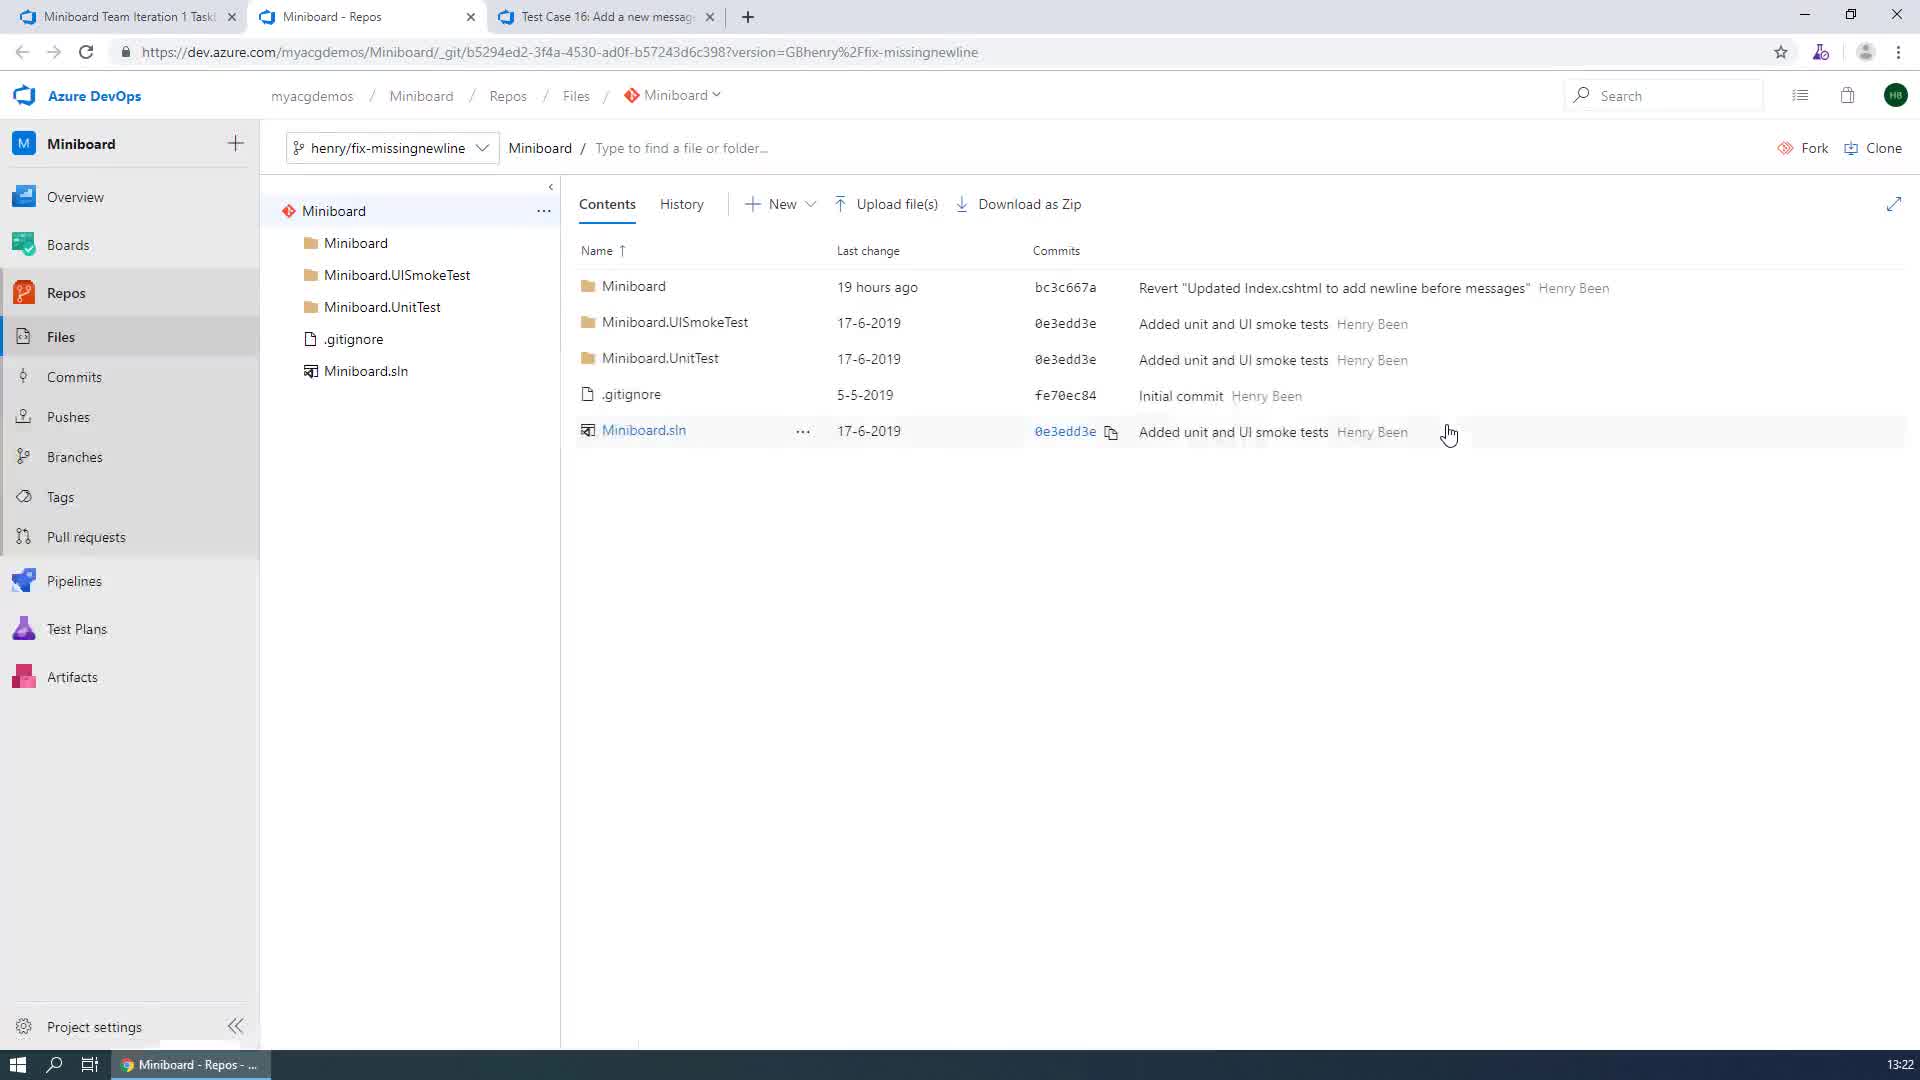 Miniboard Team Iteration 1 Task
Miniboard - Repos
Test Case 16: Add a new messag
https://dev.azure.com/myacgdemos/Miniboard/_git/b5294ed2-3f4a-4530-ad0f-b57243d6c398?version=GBhenry%2Ffix-missingnewline
Azure DevOps
myacgdemos / Miniboard / Repos / Files / Miniboard
Search
HB
M Miniboard
henry/fix-missingnewline Miniboard / Type to find a file or folder...
Fork Clone
Overview
Boards
Repos
Files
Commits
Pushes
Branches
Tags
Pull requests
Pipelines
Test Plans
Artifacts
Project settings
Miniboard
Miniboard
Miniboard.UISmokeTest
Miniboard.UnitTest
.gitignore
Miniboard.sln
Contents History New Upload file(s) Download as Zip
Name ↑ Last change Commits
Miniboard 19 hours ago bc3c667a Revert "Updated Index.cshtml to add newline before messages" Henry Been
Miniboard.UISmokeTest 17-6-2019 0e3edd3e Added unit and UI smoke tests Henry Been
Miniboard.UnitTest 17-6-2019 0e3edd3e Added unit and UI smoke tests Henry Been
.gitignore 5-5-2019 fe70ec84 Initial commit Henry Been
Miniboard.sln ... 17-6-2019 0e3edd3e Added unit and UI smoke tests Henry Been
Miniboard - Repos - ...
13:22